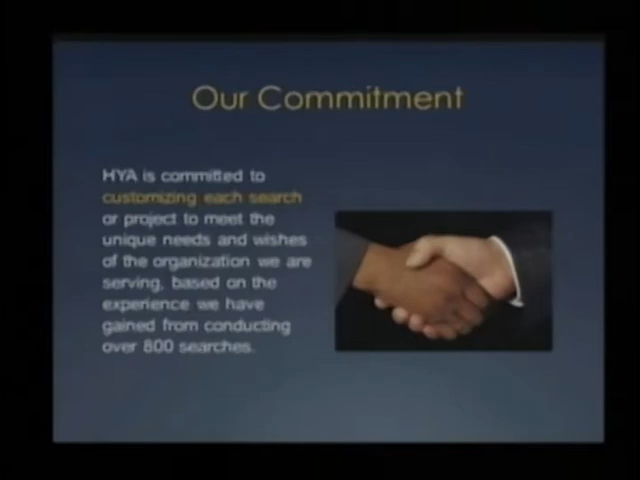 Our Commitment
HYA is committed to
customizing each search
or project to meet the
unique needs and wishes
of the organization we are
serving, based on the
experience we have
gained from conducting
over 800 searches.